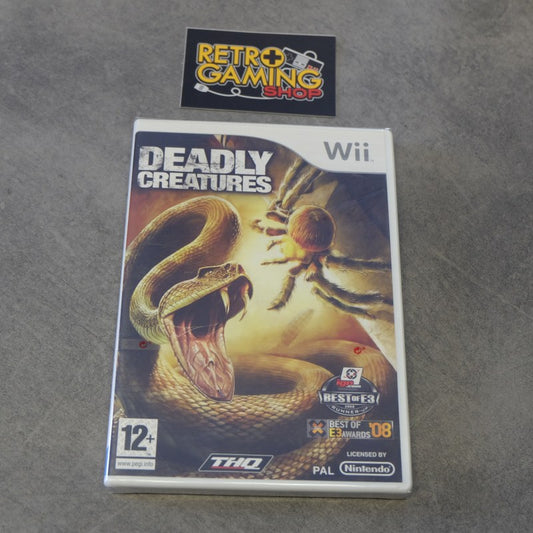 RETRO
GAMING
SHOP
Wii
DEADLY
CREATURES
BEST OF E3
RUNNER-UP
BEST OF
E3 AWARDS '08
12+
www.pegi.info
THQ
PAL
LICENSED BY
Nintendo